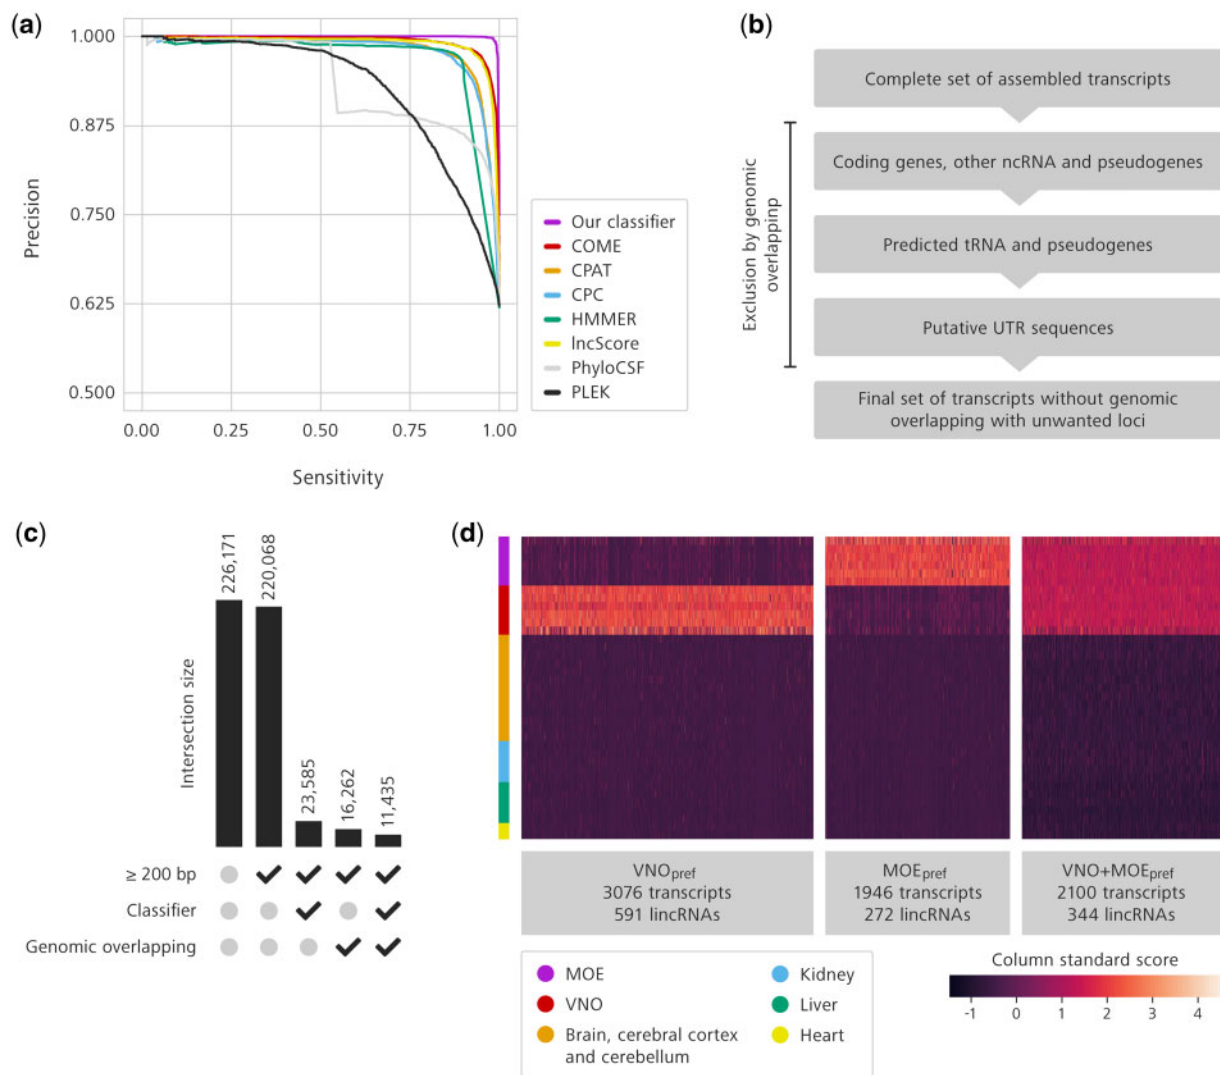 (a)
1.000
0.875
0.750
0.625
0.500
Precision
0.00
0.25
0.50
0.75
1.00
Sensitivity
Our classifier
COME
CPAT
CPC
HMMER
lncScore
PhyloCSF
PLEK
(b)
Complete set of assembled transcripts
Coding genes, other ncRNA and pseudogenes
Predicted tRNA and pseudogenes
Putative UTR sequences
Final set of transcripts without genomic
overlapping with unwanted loci
Exclusion by genomic
overlappinp
(c)
Intersection size
226,171
220,068
23,585
16,262
11,435
≥ 200 bp
Classifier
Genomic overlapping
(d)
VNOpref
3076 transcripts
591 lincRNAs
MOEpref
1946 transcripts
272 lincRNAs
VNO+MOEpref
2100 transcripts
344 lincRNAs
MOE
VNO
Brain, cerebral cortex
and cerebellum
Kidney
Liver
Heart
Column standard score
-1
0
1
2
3
4